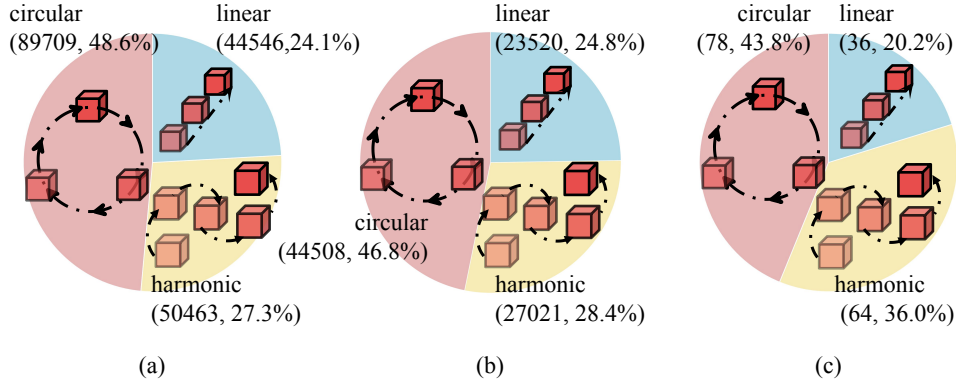 circular
(89709, 48.6%)
linear
(44546,24.1%)
harmonic
(50463, 27.3%)
(a)
linear
(23520, 24.8%)
circular
(44508, 46.8%)
harmonic
(27021, 28.4%)
(b)
circular
(78, 43.8%)
linear
(36, 20.2%)
harmonic
(64, 36.0%)
(c)